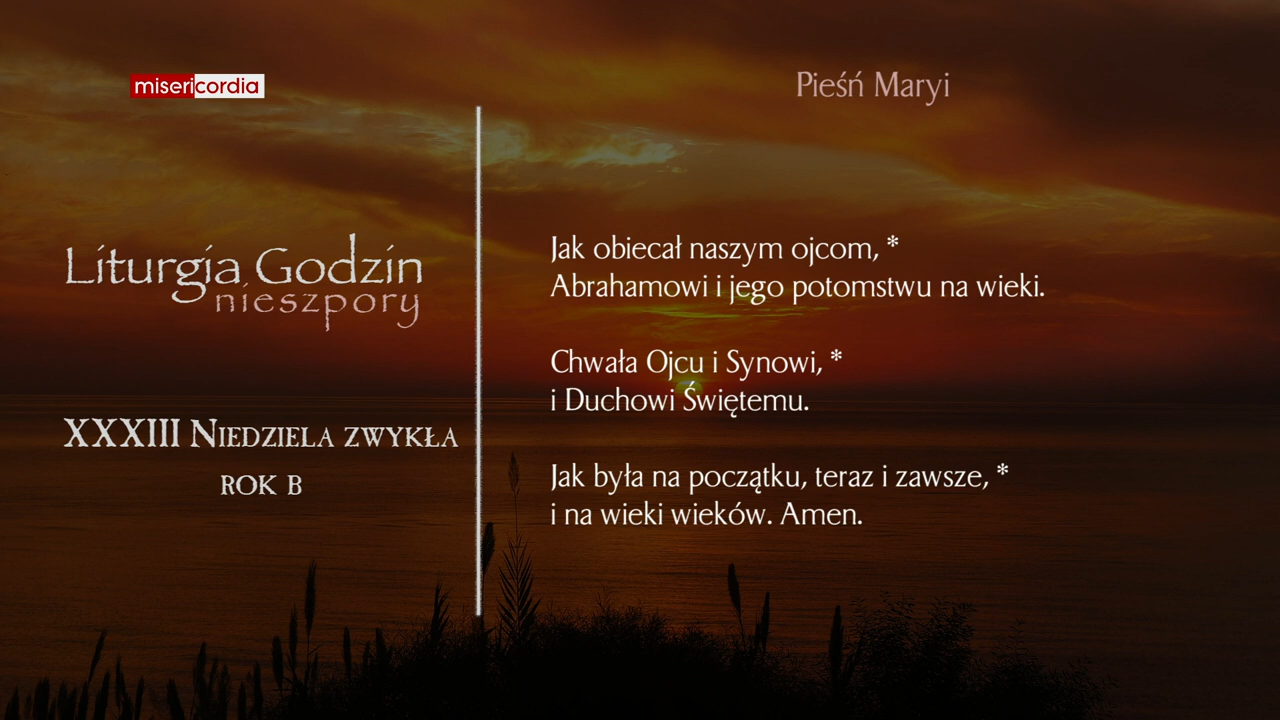 misericordia
Pieśń Maryi
Liturgia Godzin
nieszpory
XXXIII Niedziela zwykła
rok B
Jak obiecał naszym ojcom, *
Abrahamowi i jego potomstwu na wieki.
Chwała Ojcu i Synowi, *
i Duchowi Świętemu.
Jak była na początku, teraz i zawsze, *
i na wieki wieków. Amen.